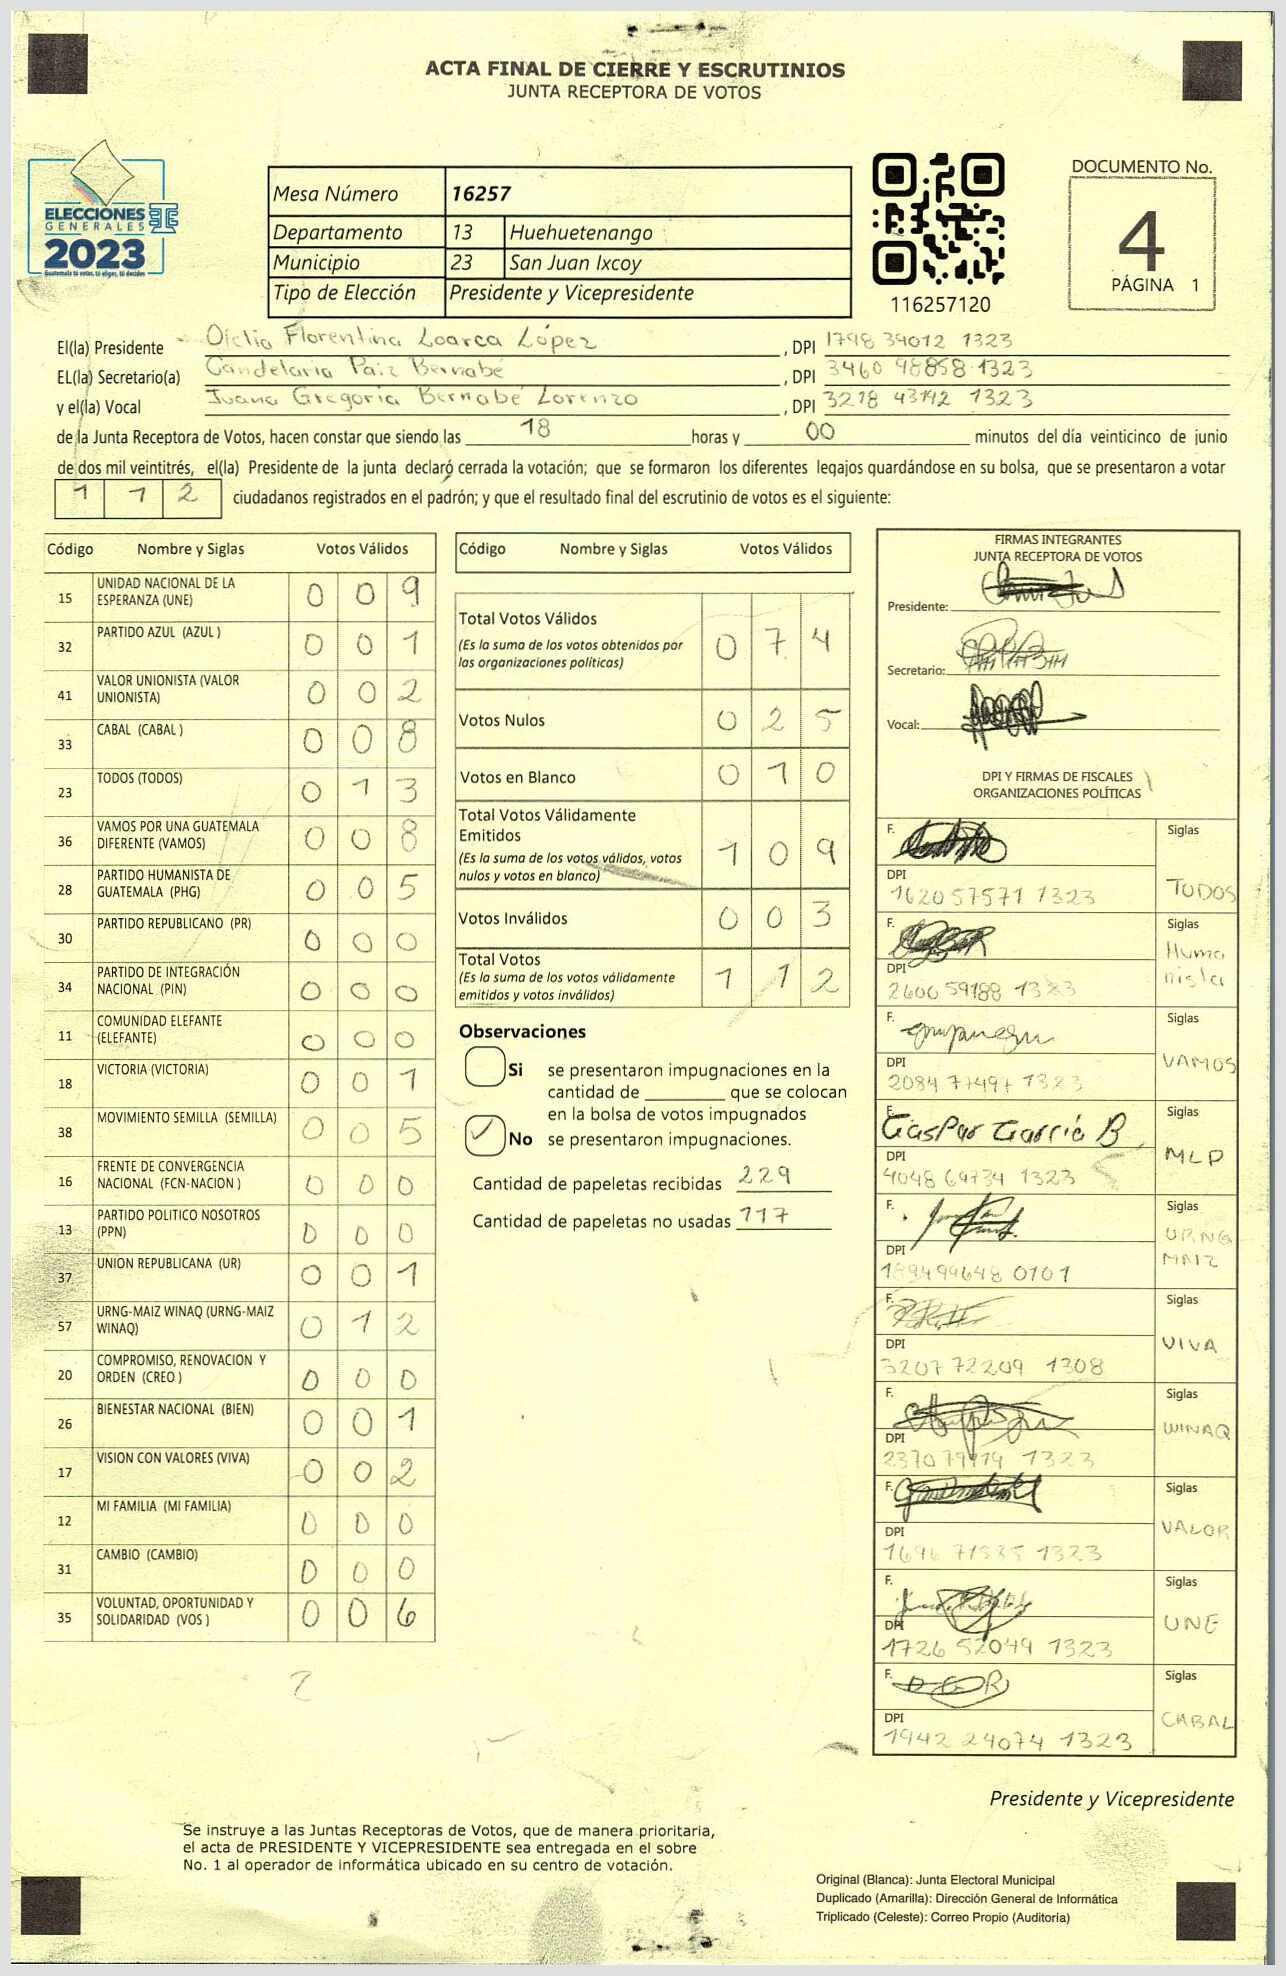 ACTA FINAL DE CIERRE Y ESCRUTINIOS
JUNTA RECEPTORA DE VOTOS
ELECCIONES
GENERALES
2023
Guatemala tú votas, tú eliges, tú decides
Mesa Número 16257
Departamento 13 Huehuetenango
Municipio 23 San Juan Ixcoy
Tipo de Elección Presidente y Vicepresidente
116257120
DOCUMENTO No.
4
PÁGINA 1
El(la) Presidente Florentina Loarca López, DPI 1798 39012 1323
EL(la) Secretario(a) Candelaria Paiz Bernabé, DPI 3460 98858 1323
y el(la) Vocal Juana Gregoria Bernabé Lorenzo, DPI 3218 43142 1323
de la Junta Receptora de Votos, hacen constar que siendo las 18 horas y 00 minutos del día veinticinco de junio
de dos mil veintitrés, el(la) Presidente de la junta declaró cerrada la votación; que se formaron los diferentes legajos guardándose en su bolsa, que se presentaron a votar
1 1 2 ciudadanos registrados en el padrón; y que el resultado final del escrutinio de votos es el siguiente:
Código Nombre y Siglas Votos Válidos
15 UNIDAD NACIONAL DE LA ESPERANZA (UNE) 0 0 9
32 PARTIDO AZUL (AZUL ) 0 0 1
41 VALOR UNIONISTA (VALOR UNIONISTA) 0 0 2
33 CABAL (CABAL ) 0 0 8
23 TODOS (TODOS) 0 1 3
36 VAMOS POR UNA GUATEMALA DIFERENTE (VAMOS) 0 0 8
28 PARTIDO HUMANISTA DE GUATEMALA (PHG) 0 0 5
30 PARTIDO REPUBLICANO (PR) 0 0 0
34 PARTIDO DE INTEGRACIÓN NACIONAL (PIN) 0 0 0
11 COMUNIDAD ELEFANTE (ELEFANTE) 0 0 0
18 VICTORIA (VICTORIA) 0 0 1
38 MOVIMIENTO SEMILLA (SEMILLA) 0 0 5
16 FRENTE DE CONVERGENCIA NACIONAL (FCN-NACION ) 0 0 0
13 PARTIDO POLITICO NOSOTROS (PPN) 0 0 0
37 UNION REPUBLICANA (UR) 0 0 1
57 URNG-MAIZ WINAQ (URNG-MAIZ WINAQ) 0 1 2
20 COMPROMISO, RENOVACION Y ORDEN (CREO ) 0 0 0
26 BIENESTAR NACIONAL (BIEN) 0 0 1
17 VISION CON VALORES (VIVA) 0 0 2
12 MI FAMILIA (MI FAMILIA) 0 0 0
31 CAMBIO (CAMBIO) 0 0 0
35 VOLUNTAD, OPORTUNIDAD Y SOLIDARIDAD (VOS ) 0 0 6
Código Nombre y Siglas Votos Válidos
Total Votos Válidos 0 7 4
(Es la suma de los votos obtenidos por
las organizaciones políticas)
Votos Nulos 0 2 5
Votos en Blanco 0 1 0
Total Votos Válidamente
Emitidos 1 0 9
(Es la suma de los votos válidos, votos
nulos y votos en blanco)
Votos Inválidos 0 0 3
Total Votos 1 1 2
(Es la suma de los votos válidamente
emitidos y votos inválidos)
Observaciones
Si se presentaron impugnaciones en la
cantidad de ________ que se colocan
en la bolsa de votos impugnados
No se presentaron impugnaciones.
Cantidad de papeletas recibidas 229
Cantidad de papeletas no usadas 117
FIRMAS INTEGRANTES
JUNTA RECEPTORA DE VOTOS
Presidente:
Secretario:
Vocal:
DPI Y FIRMAS DE FISCALES
ORGANIZACIONES POLÍTICAS
F. Siglas
DPI TODOS
1620 57571 1323
F. Siglas
DPI Humanista
2600 59188 1323
F. Siglas
DPI VAMOS
2084 77497 1323
F. Gaspar García B Siglas
DPI MLP
4048 64734 1323
F. Siglas
DPI URNG MAIZ
1894 99648 0101
F. Siglas
DPI VIVA
3207 72209 1308
F. Siglas
DPI WINAQ
1323
F. Siglas
DPI VALOR
1323
F. Siglas
DPI UNE
1726 52049 1323
F. Siglas
DPI CABAL
1942 24074 1323
Presidente y Vicepresidente
Se instruye a las Juntas Receptoras de Votos, que de manera prioritaria,
el acta de PRESIDENTE Y VICEPRESIDENTE sea entregada en el sobre
No. 1 al operador de informática ubicado en su centro de votación.
Original (Blanca): Junta Electoral Municipal
Duplicado (Amarilla): Dirección General de Informática
Triplicado (Celeste): Correo Propio (Auditoría)